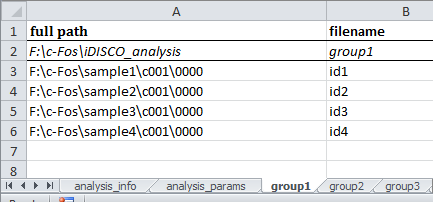 A B
1 full path filename
2 F:\c-Fos\iDISCO_analysis group1
3 F:\c-Fos\sample1\c001\0000 id1
4 F:\c-Fos\sample2\c001\0000 id2
5 F:\c-Fos\sample3\c001\0000 id3
6 F:\c-Fos\sample4\c001\0000 id4
7
8
analysis_info analysis_params group1 group2 group3